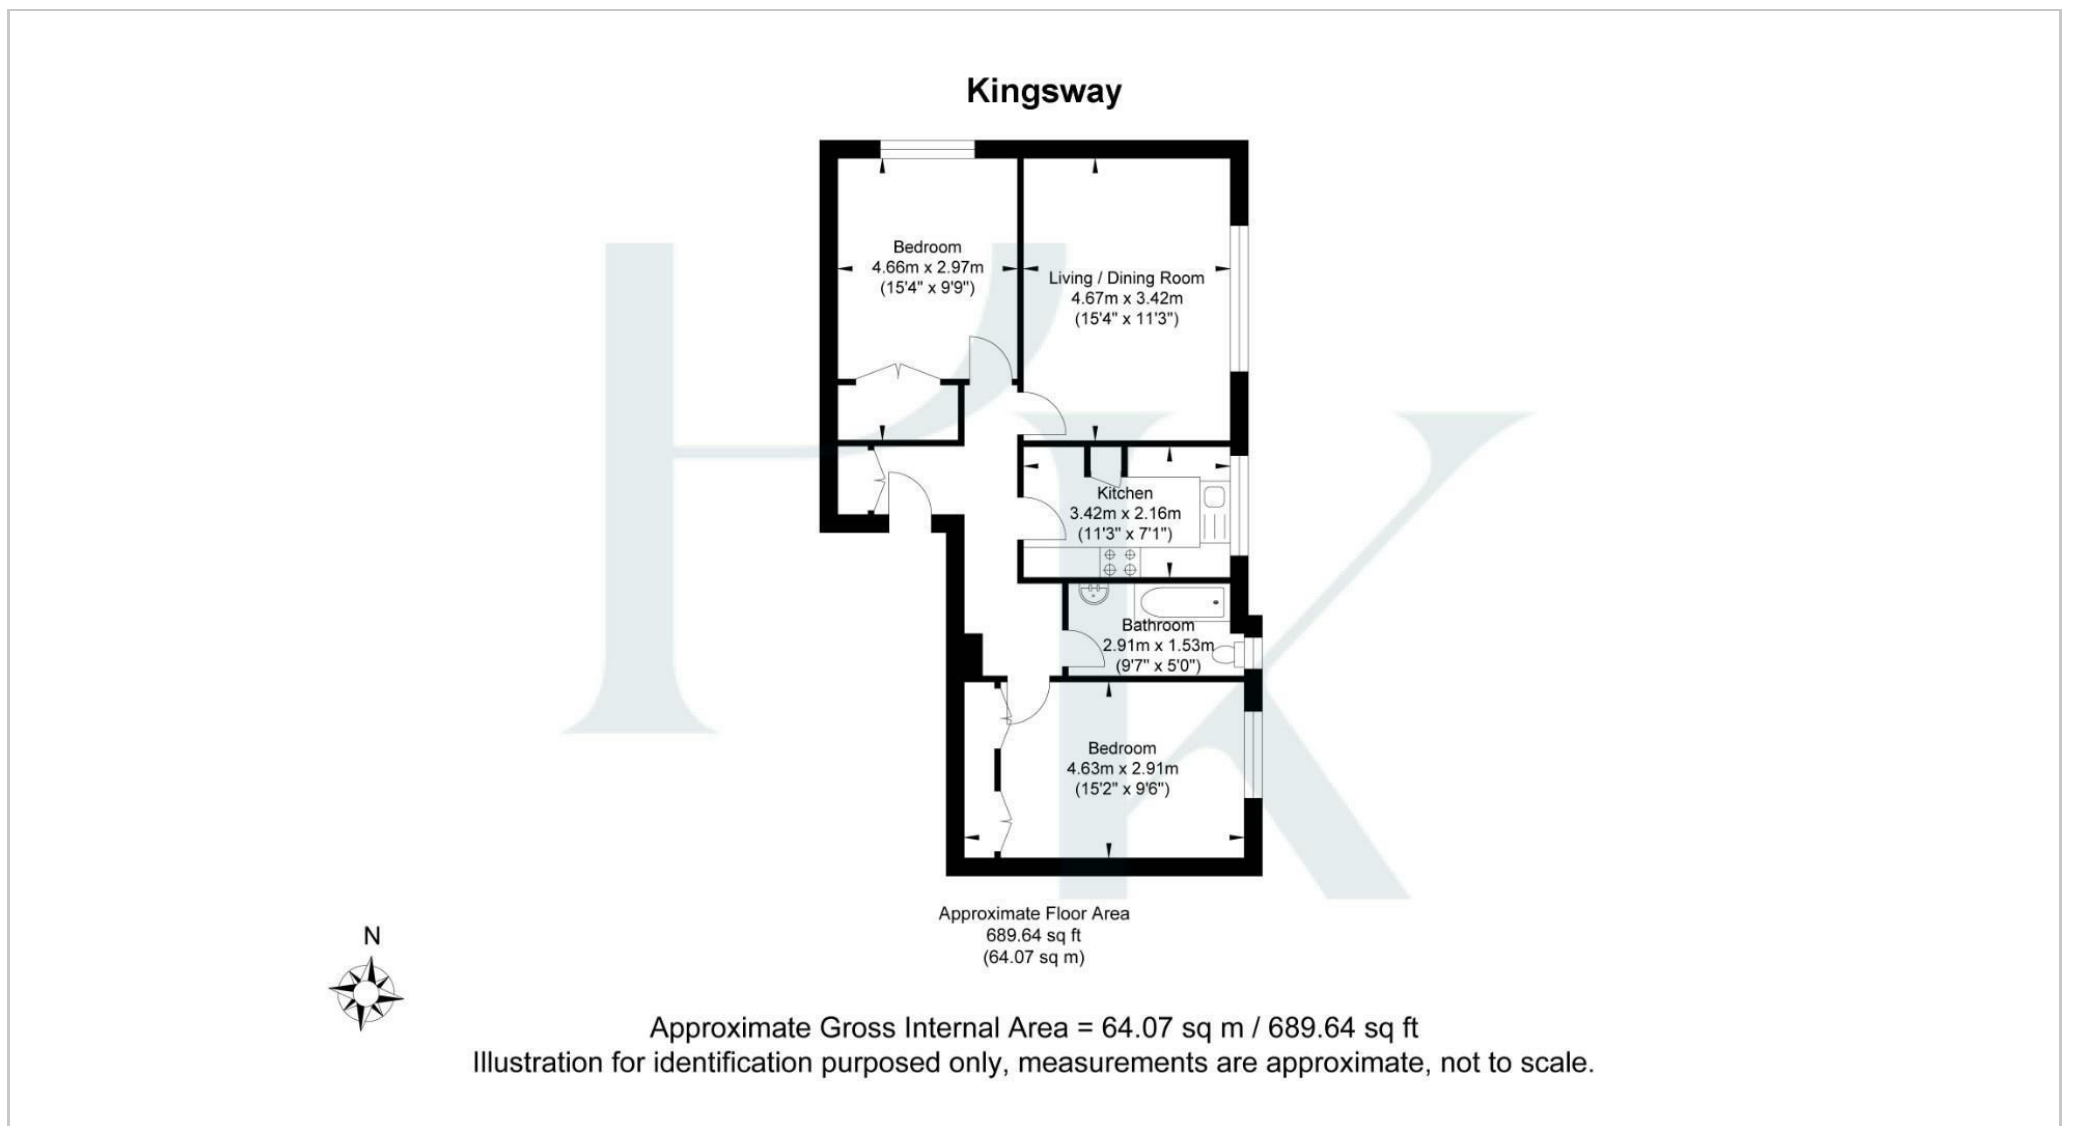 Kingsway
Bedroom
4.66m x 2.97m
(15'4" x 9'9")
Living / Dining Room
4.67m x 3.42m
(15'4" x 11'3")
Kitchen
3.42m x 2.16m
(11'3" x 7'1")
Bathroom
2.91m x 1.53m
(9'7" x 5'0")
Bedroom
4.63m x 2.91m
(15'2" x 9'6")
Approximate Floor Area
689.64 sq ft
(64.07 sq m)
N
Approximate Gross Internal Area = 64.07 sq m / 689.64 sq ft
Illustration for identification purposed only, measurements are approximate, not to scale.